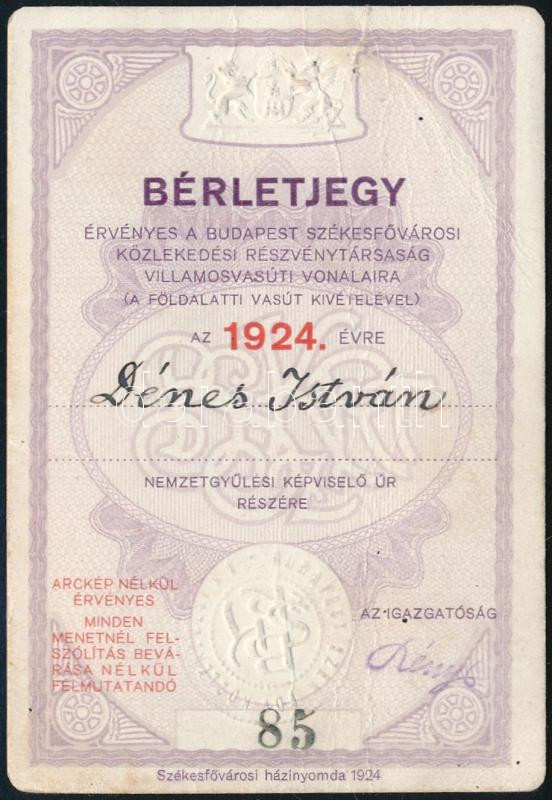 BÉRLETJEGY
ÉRVÉNYES A BUDAPEST SZÉKESFŐVÁROSI
KÖZLEKEDÉSI RÉSZVÉNYTÁRSASÁG
VILLAMOSVASÚTI VONALAIRA
(A FÖLDALATTI VASÚT KIVÉTELÉVEL)
AZ 1924. ÉVRE
Dénes István
NEMZETGYŰLÉSI KÉPVISELŐ ÚR
RÉSZÉRE
ARCKÉP NÉLKÜL
ÉRVÉNYES
MINDEN
MENETNÉL FEL-
SZÓLÍTÁS BEVÁ-
RÁSA NÉLKÜL
FELMUTATANDÓ
AZ IGAZGATÓSÁG
85
Székesfővárosi házinyomda 1924